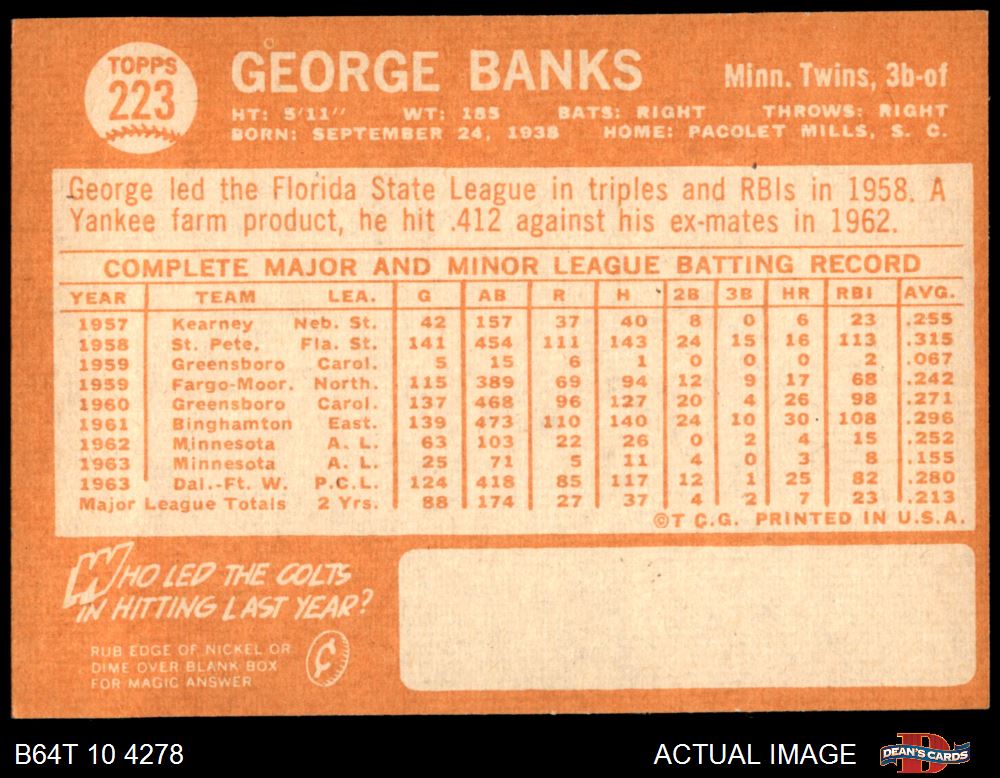 TOPPS
223
GEORGE BANKS
Minn. Twins, 3b-of
HT: 5'11" WT: 185 BATS: RIGHT THROWS: RIGHT
BORN: SEPTEMBER 24, 1938 HOME: PACOLET MILLS, S. C.
George led the Florida State League in triples and RBIs in 1958. A
Yankee farm product, he hit .412 against his ex-mates in 1962.
COMPLETE MAJOR AND MINOR LEAGUE BATTING RECORD
YEAR TEAM LEA. G AB R H 2B 3B HR RBI AVG.
1957 Kearney Neb. St. 42 157 37 40 8 0 6 23 .255
1958 St. Pete. Fla. St. 141 454 111 143 24 15 16 113 .315
1959 Greensboro Carol. 5 15 6 1 0 0 0 2 .067
1959 Fargo-Moor. North. 115 389 69 94 12 9 17 68 .242
1960 Greensboro Carol. 137 468 96 127 20 4 26 98 .271
1961 Binghamton East. 139 473 110 140 24 10 30 108 .296
1962 Minnesota A. L. 63 103 22 26 0 2 4 15 .252
1963 Minnesota A. L. 25 71 5 11 4 0 3 8 .155
1963 Dal.-Ft. W. P.C.L. 124 418 85 117 12 1 25 82 .280
Major League Totals 2 Yrs. 88 174 27 37 4 2 7 23 .213
©T.C.G. PRINTED IN U.S.A.
WHO LED THE COLTS
IN HITTING LAST YEAR?
RUB EDGE OF NICKEL OR
DIME OVER BLANK BOX
FOR MAGIC ANSWER
¢
B64T 10 4278
ACTUAL IMAGE
D
DEAN'S CARDS